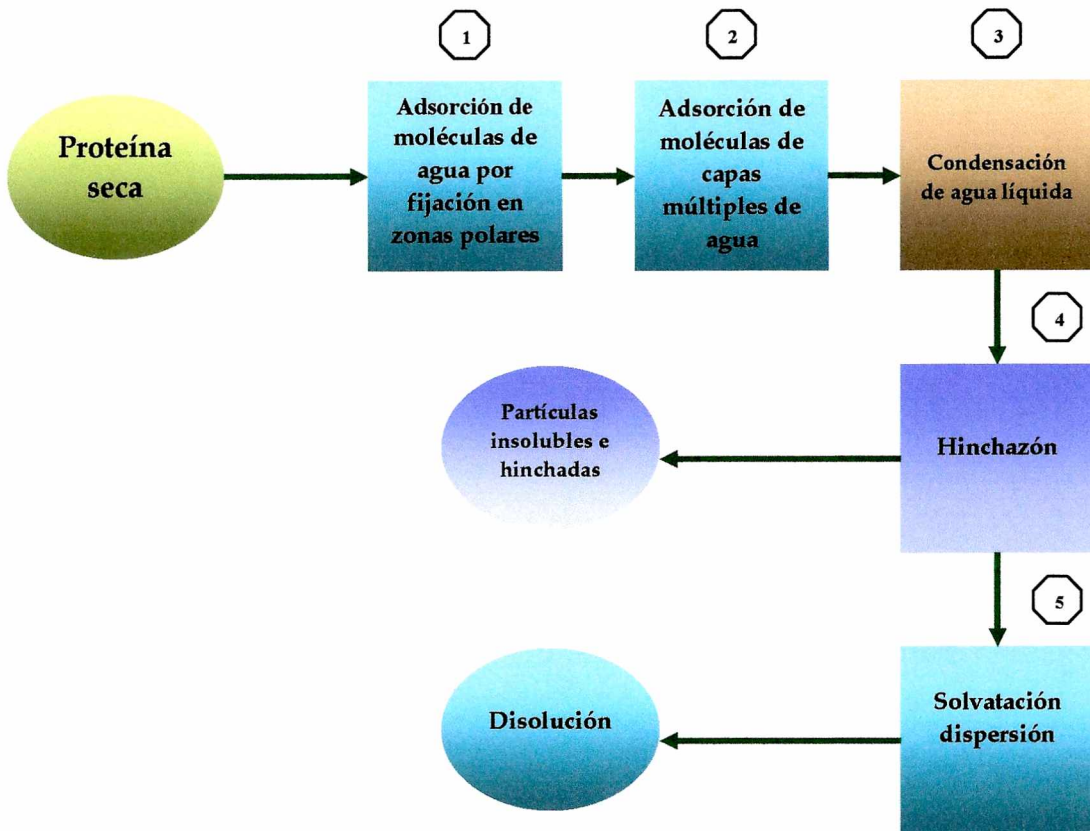 1
2
3
Proteína
seca
Adsorción de
moléculas de
agua por
fijación en
zonas polares
Adsorción de
moléculas de
capas
múltiples de
agua
Condensación
de agua líquida
4
Partículas
insolubles e
hinchadas
Hinchazón
5
Disolución
Solvatación
dispersión